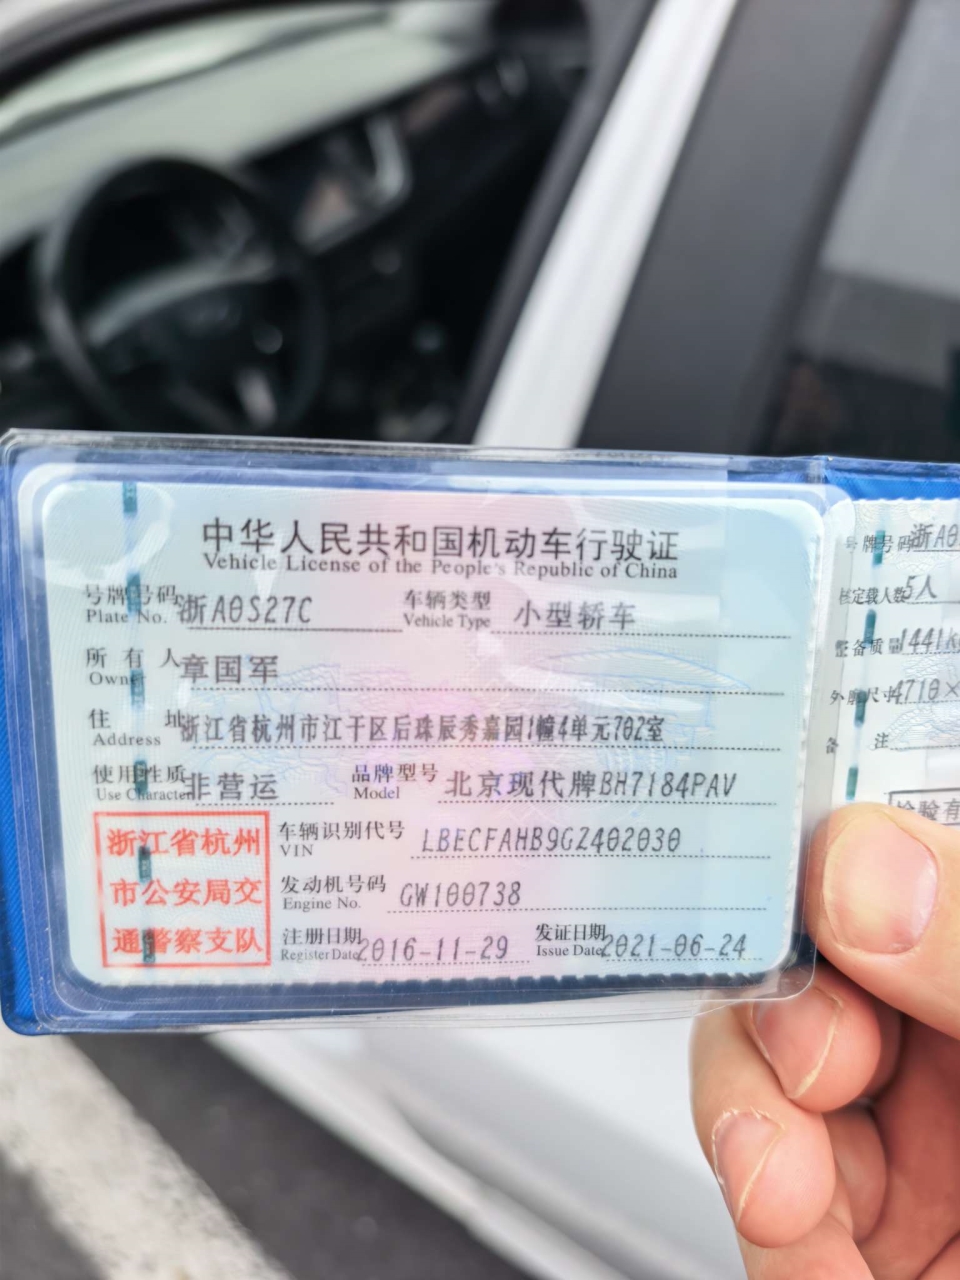 中华人民共和国机动车行驶证
Vehicle License of the People's Republic of China
号牌号码 Plate No. 浙A0S27C 车辆类型 Vehicle Type 小型轿车
所有人 Owner 章国军
住址 Address 浙江省杭州市江干区后珠辰秀嘉园1幢4单元702室
使用性质 Use Character 非营运 品牌型号 Model 北京现代牌BH7184PAV
浙江省杭州
市公安局交
通警察支队
车辆识别代号 VIN LBECFAHB9GZ402030
发动机号码 Engine No. GW100738
注册日期 Register Date 2016-11-29 发证日期 Issue Date 2021-06-24
号牌号码 浙A0
核定载人数 5人
整备质量 1441k
外廓尺寸 4710×
备注
检验有